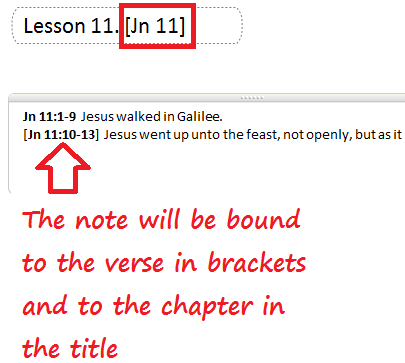 Lesson 11. [Jn 11]
Jn 11:1-9 Jesus walked in Galilee.
[Jn 11:10-13] Jesus went up unto the feast, not openly, but as it
The note will be bound
to the verse in brackets
and to the chapter in
the title